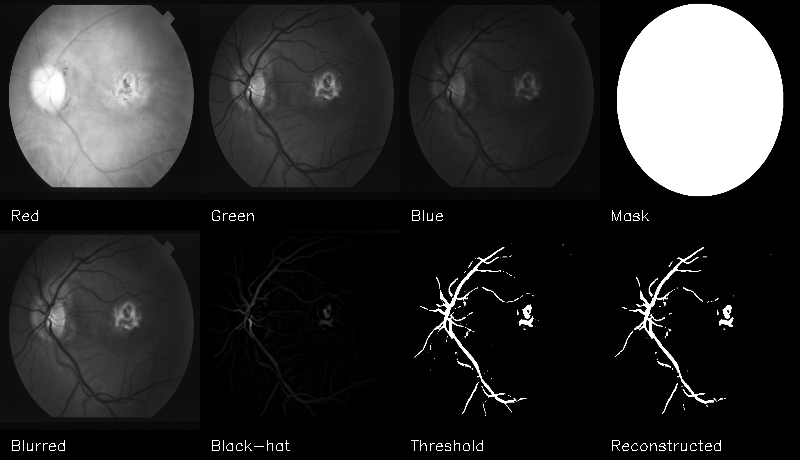 Red
Green
Blue
Mask
Blurred
Black-hat
Threshold
Reconstructed